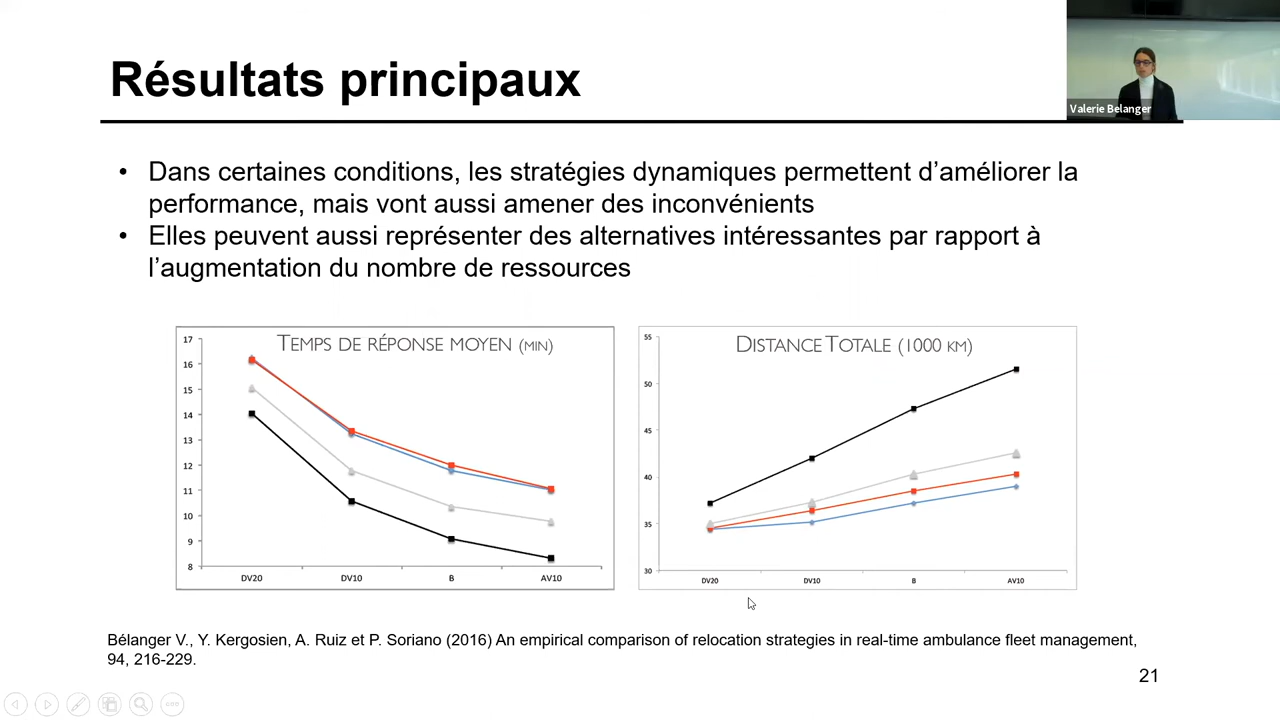 Résultats principaux
Valerie Belanger
• Dans certaines conditions, les stratégies dynamiques permettent d’améliorer la
performance, mais vont aussi amener des inconvénients
• Elles peuvent aussi représenter des alternatives intéressantes par rapport à
l’augmentation du nombre de ressources
TEMPS DE RÉPONSE MOYEN (MIN)
17
16
15
14
13
12
11
10
9
8
DV20 DV10 B AV10
DISTANCE TOTALE (1000 KM)
55
50
45
40
35
30
DV20 DV10 B AV10
Bélanger V., Y. Kergosien, A. Ruiz et P. Soriano (2016) An empirical comparison of relocation strategies in real-time ambulance fleet management,
94, 216-229.
21